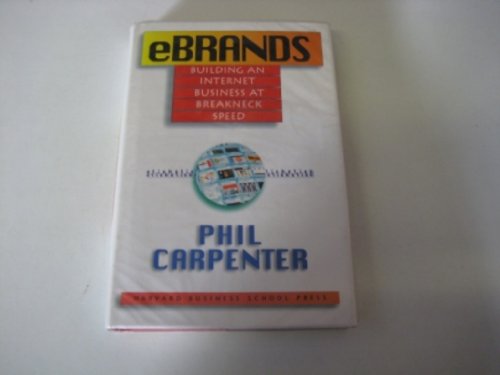 eBRANDS
BUILDING AN
INTERNET
BUSINESS AT
BREAKNECK
SPEED
PHIL
CARPENTER
HARVARD BUSINESS SCHOOL PRESS